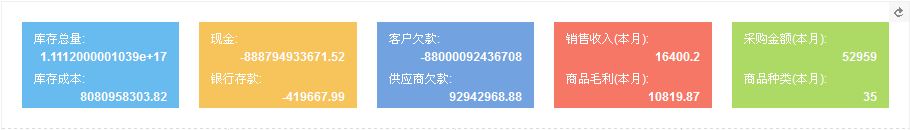 库存总量:
1.1112000001039e+17
库存成本:
8080958303.82
现金:
-888794933671.52
银行存款:
-419667.99
客户欠款:
-88000092436708
供应商欠款:
92942968.88
销售收入(本月):
16400.2
商品毛利(本月):
10819.87
采购金额(本月):
52959
商品种类(本月):
35